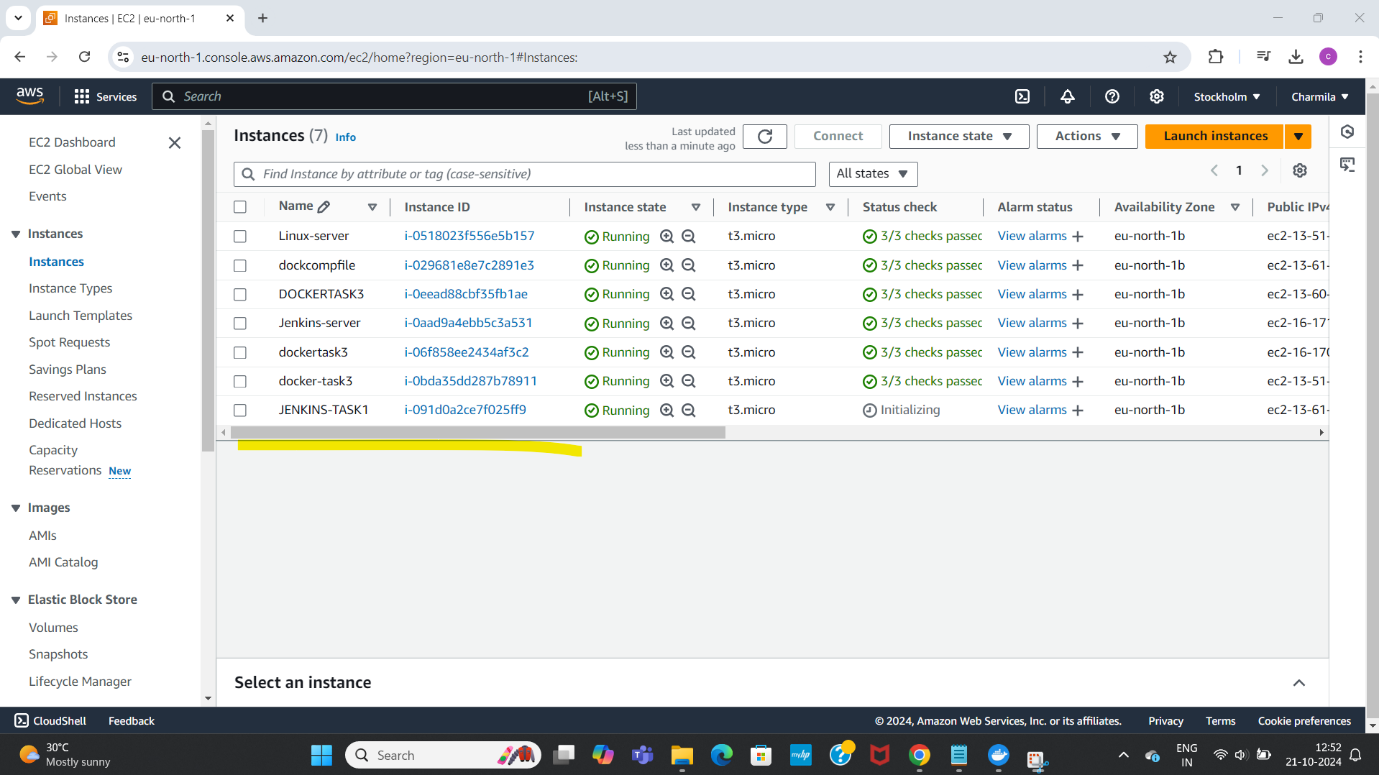 Instances | EC2 | eu-north-1
eu-north-1.console.aws.amazon.com/ec2/home?region=eu-north-1#Instances:
C
aws
Services
Search
[Alt+S]
Stockholm
Charmila
EC2 Dashboard
EC2 Global View
Events
Instances
Instances
Instance Types
Launch Templates
Spot Requests
Savings Plans
Reserved Instances
Dedicated Hosts
Capacity
Reservations New
Images
AMIs
AMI Catalog
Elastic Block Store
Volumes
Snapshots
Lifecycle Manager
Instances (7) Info
Last updated
less than a minute ago
Connect
Instance state
Actions
Launch instances
Find Instance by attribute or tag (case-sensitive)
All states
1
Name Instance ID Instance state Instance type Status check Alarm status Availability Zone Public IPv4
Linux-server i-0518023f556e5b157 Running t3.micro 3/3 checks passed View alarms + eu-north-1b ec2-13-51-
dockcompfile i-029681e8e7c2891e3 Running t3.micro 3/3 checks passed View alarms + eu-north-1b ec2-13-61-
DOCKERTASK3 i-0eead88cbf35fb1ae Running t3.micro 3/3 checks passed View alarms + eu-north-1b ec2-13-60-
Jenkins-server i-0aad9a4ebb5c3a531 Running t3.micro 3/3 checks passed View alarms + eu-north-1b ec2-16-171
dockertask3 i-06f858ee2434af3c2 Running t3.micro 3/3 checks passed View alarms + eu-north-1b ec2-16-170
docker-task3 i-0bda35dd287b78911 Running t3.micro 3/3 checks passed View alarms + eu-north-1b ec2-13-51-
JENKINS-TASK1 i-091d0a2ce7f025ff9 Running t3.micro Initializing View alarms + eu-north-1b ec2-13-61-
Select an instance
CloudShell
Feedback
© 2024, Amazon Web Services, Inc. or its affiliates.
Privacy
Terms
Cookie preferences
30°C
Mostly sunny
Search
myhp
ENG
IN
12:52
21-10-2024